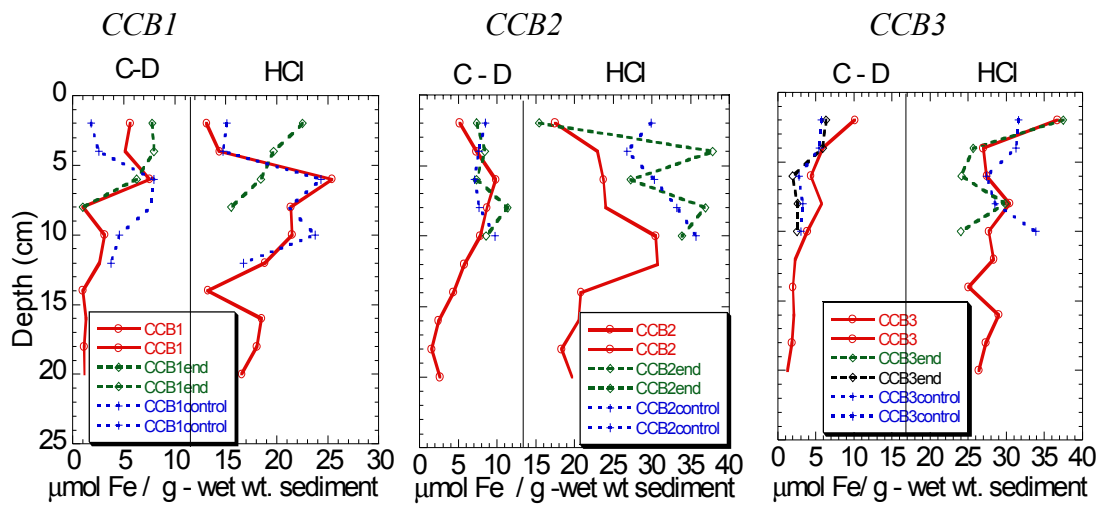 CCB1
CCB2
CCB3
C-D
HCl
C - D
HCl
C - D
HCl
Depth (cm)
0
5
10
15
20
25
CCB1
CCB1
CCB1end
CCB1end
CCB1control
CCB1control
CCB2
CCB2
CCB2end
CCB2end
CCB2control
CCB2control
CCB3
CCB3
CCB3end
CCB3end
CCB3control
CCB3control
0 5 10 15 20 25 30
0 5 10 15 20 25 30 35 40
0 5 10 15 20 25 30 35 40
μmol Fe / g - wet wt. sediment
μmol Fe / g -wet wt sediment
μmol Fe/ g - wet wt. sediment